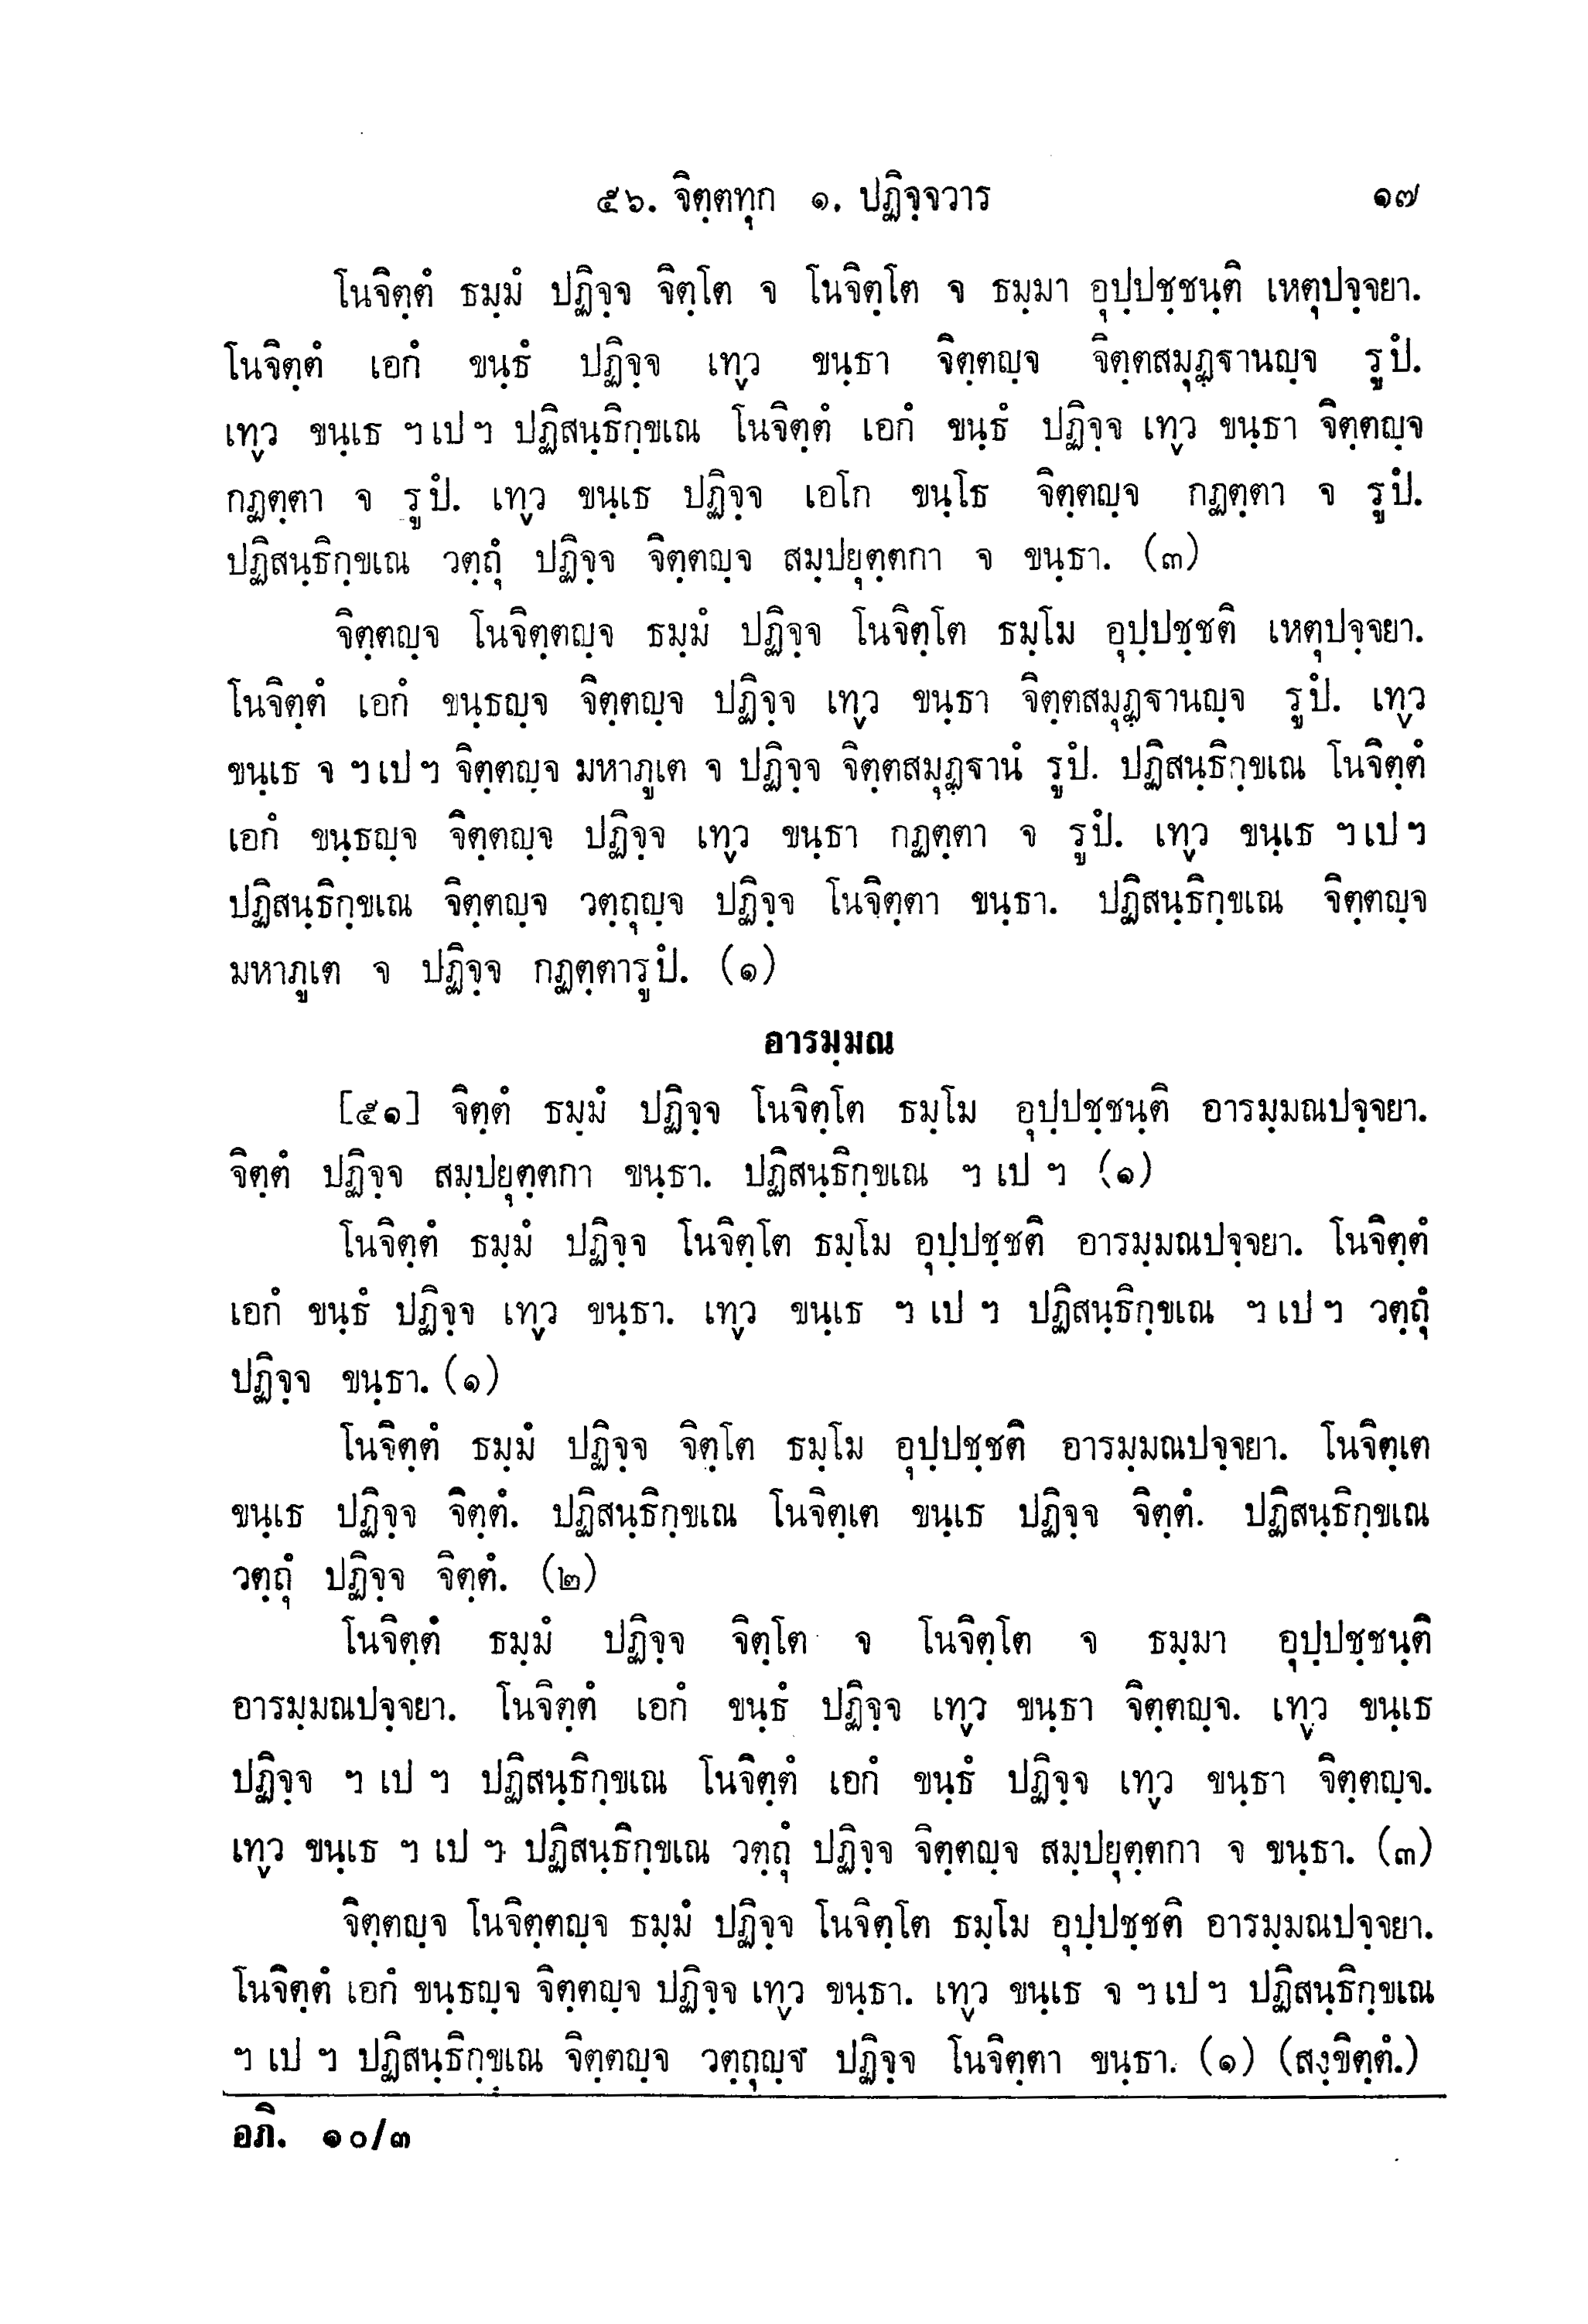 ๕๖. จิตฺตทุก ๑. ปฏิจฺจวาร ๑๗
โนจิตฺตํ ธมฺมํ ปฏิจฺจ จิตฺโต จ โนจิตฺโต จ ธมฺมา อุปฺปชฺชนฺติ เหตุปจฺจยา.
โนจิตฺตํ เอกํ ขนฺธํ ปฏิจฺจ เทฺว ขนฺธา จิตฺตญฺจ จิตฺตสมุฏฺฐานญฺจ รูปํ.
เทฺว ขนฺเธ ฯ เป ฯ ปฏิสนฺธิกฺขเณ โนจิตฺตํ เอกํ ขนฺธํ ปฏิจฺจ เทฺว ขนฺธา จิตฺตญฺจ
กฏตฺตา จ รูปํ. เทฺว ขนฺเธ ปฏิจฺจ เอโก ขนฺโธ จิตฺตญฺจ กฏตฺตา จ รูปํ.
ปฏิสนฺธิกฺขเณ วตฺถุํ ปฏิจฺจ จิตฺตญฺจ สมฺปยุตฺตกา จ ขนฺธา. (๓)
จิตฺตญฺจ โนจิตฺตญฺจ ธมฺมํ ปฏิจฺจ โนจิตฺโต ธมฺโม อุปฺปชฺชติ เหตุปจฺจยา.
โนจิตฺตํ เอกํ ขนฺธญฺจ จิตฺตญฺจ ปฏิจฺจ เทฺว ขนฺธา จิตฺตสมุฏฺฐานญฺจ รูปํ. เทฺว
ขนฺเธ จ ฯ เป ฯ จิตฺตญฺจ มหาภูเต จ ปฏิจฺจ จิตฺตสมุฏฺฐานํ รูปํ. ปฏิสนฺธิกฺขเณ โนจิตฺตํ
เอกํ ขนฺธญฺจ จิตฺตญฺจ ปฏิจฺจ เทฺว ขนฺธา กฏตฺตา จ รูปํ. เทฺว ขนฺเธ ฯ เป ฯ
ปฏิสนฺธิกฺขเณ จิตฺตญฺจ วตฺถุญฺจ ปฏิจฺจ โนจิตฺตา ขนฺธา. ปฏิสนฺธิกฺขเณ จิตฺตญฺจ
มหาภูเต จ ปฏิจฺจ กฏตฺตารูปํ. (๑)
อารมฺมณ
[๕๑] จิตฺตํ ธมฺมํ ปฏิจฺจ โนจิตฺโต ธมฺโม อุปฺปชฺชนฺติ อารมฺมณปจฺจยา.
จิตฺตํ ปฏิจฺจ สมฺปยุตฺตกา ขนฺธา. ปฏิสนฺธิกฺขเณ ฯ เป ฯ (๑)
โนจิตฺตํ ธมฺมํ ปฏิจฺจ โนจิตฺโต ธมฺโม อุปฺปชฺชติ อารมฺมณปจฺจยา. โนจิตฺตํ
เอกํ ขนฺธํ ปฏิจฺจ เทฺว ขนฺธา. เทฺว ขนฺเธ ฯ เป ฯ ปฏิสนฺธิกฺขเณ ฯ เป ฯ วตฺถุํ
ปฏิจฺจ ขนฺธา. (๑)
โนจิตฺตํ ธมฺมํ ปฏิจฺจ จิตฺโต ธมฺโม อุปฺปชฺชติ อารมฺมณปจฺจยา. โนจิตฺเต
ขนฺเธ ปฏิจฺจ จิตฺตํ. ปฏิสนฺธิกฺขเณ โนจิตฺเต ขนฺเธ ปฏิจฺจ จิตฺตํ. ปฏิสนฺธิกฺขเณ
วตฺถุํ ปฏิจฺจ จิตฺตํ. (๒)
โนจิตฺตํ ธมฺมํ ปฏิจฺจ จิตฺโต จ โนจิตฺโต จ ธมฺมา อุปฺปชฺชนฺติ
อารมฺมณปจฺจยา. โนจิตฺตํ เอกํ ขนฺธํ ปฏิจฺจ เทฺว ขนฺธา จิตฺตญฺจ. เทฺว ขนฺเธ
ปฏิจฺจ ฯ เป ฯ ปฏิสนฺธิกฺขเณ โนจิตฺตํ เอกํ ขนฺธํ ปฏิจฺจ เทฺว ขนฺธา จิตฺตญฺจ.
เทฺว ขนฺเธ ฯ เป ฯ ปฏิสนฺธิกฺขเณ วตฺถุํ ปฏิจฺจ จิตฺตญฺจ สมฺปยุตฺตกา จ ขนฺธา. (๓)
จิตฺตญฺจ โนจิตฺตญฺจ ธมฺมํ ปฏิจฺจ โนจิตฺโต ธมฺโม อุปฺปชฺชติ อารมฺมณปจฺจยา.
โนจิตฺตํ เอกํ ขนฺธญฺจ จิตฺตญฺจ ปฏิจฺจ เทฺว ขนฺธา. เทฺว ขนฺเธ จ ฯ เป ฯ ปฏิสนฺธิกฺขเณ
ฯ เป ฯ ปฏิสนฺธิกฺขเณ จิตฺตญฺจ วตฺถุญฺจ ปฏิจฺจ โนจิตฺตา ขนฺธา. (๑) (สงฺขิตฺตํ.)
อภิ. ๑๐/๓